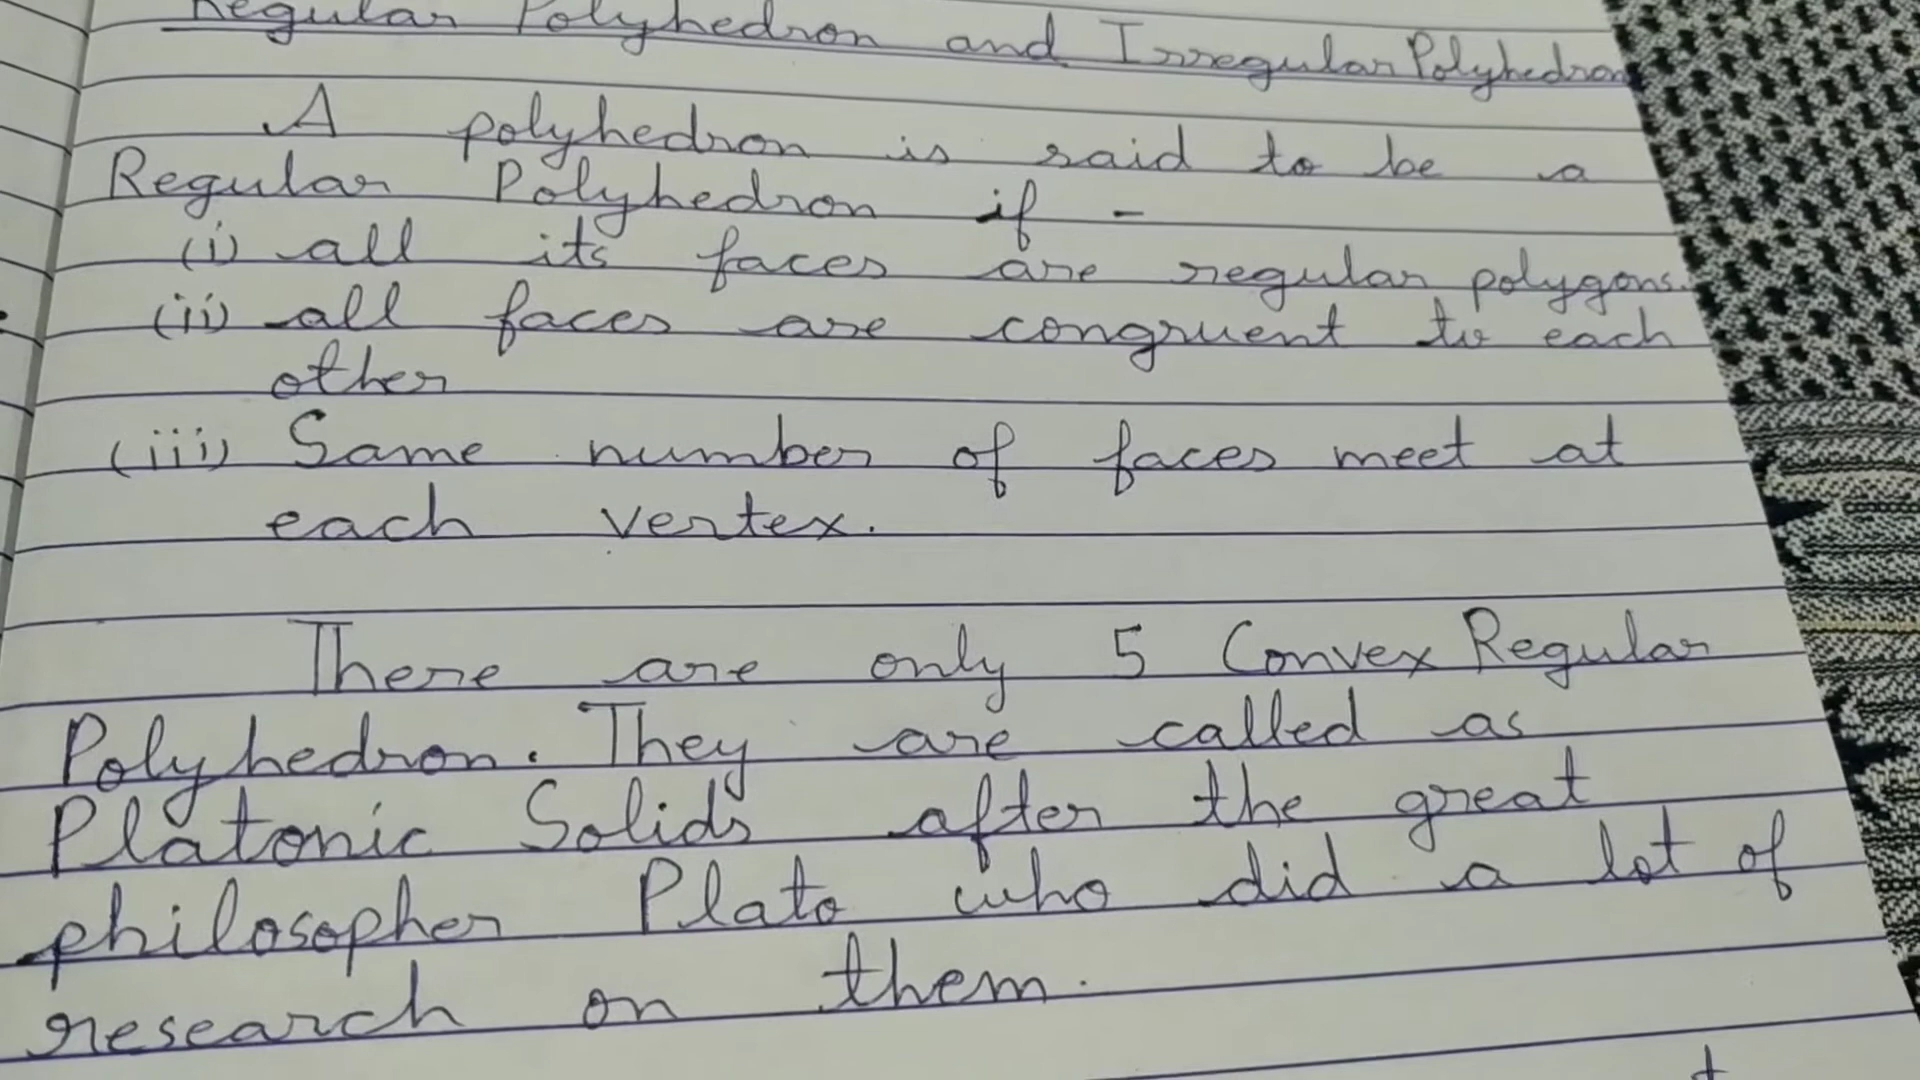 Regular Polyhedron and Irregular Polyhedron
A polyhedron is said to be a
Regular Polyhedron if -
(i) all its faces are regular polygons.
(ii) all faces are congruent to each
other
(iii) Same number of faces meet at
each vertex.
There are only 5 Convex Regular
Polyhedron. They are called as
Platonic Solids after the great
philosopher Plato who did a lot of
research on them.